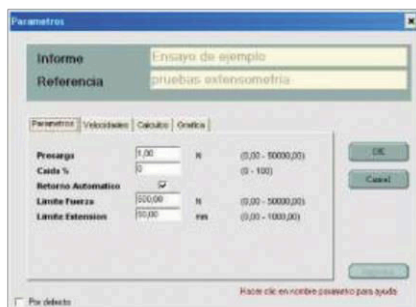 Parametros
Informe Ensayo de ejemplo
Referencia pruebas extensometría
Parametros Velocidades Calculos Grafica
Precarga 1,00 N (0,00 - 50000,00)
Caída % 0 (0 - 100)
Retorno Automatico
Limite Fuerza 500,00 N (0,00 - 50000,00)
Limite Extension 50,00 mm (0,00 - 1000,00)
OK
Cancel
Hacer clic en nombre parametro para ayuda
Por defecto